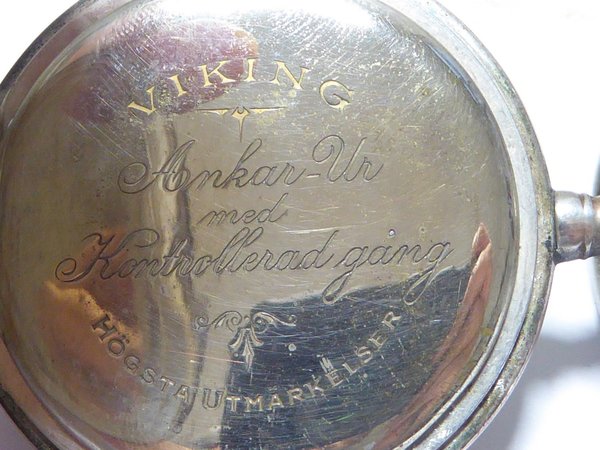 VIKING
Ankar-Ur
med
Kontrollerad gång
HÖGSTA UTMÄRKELSER